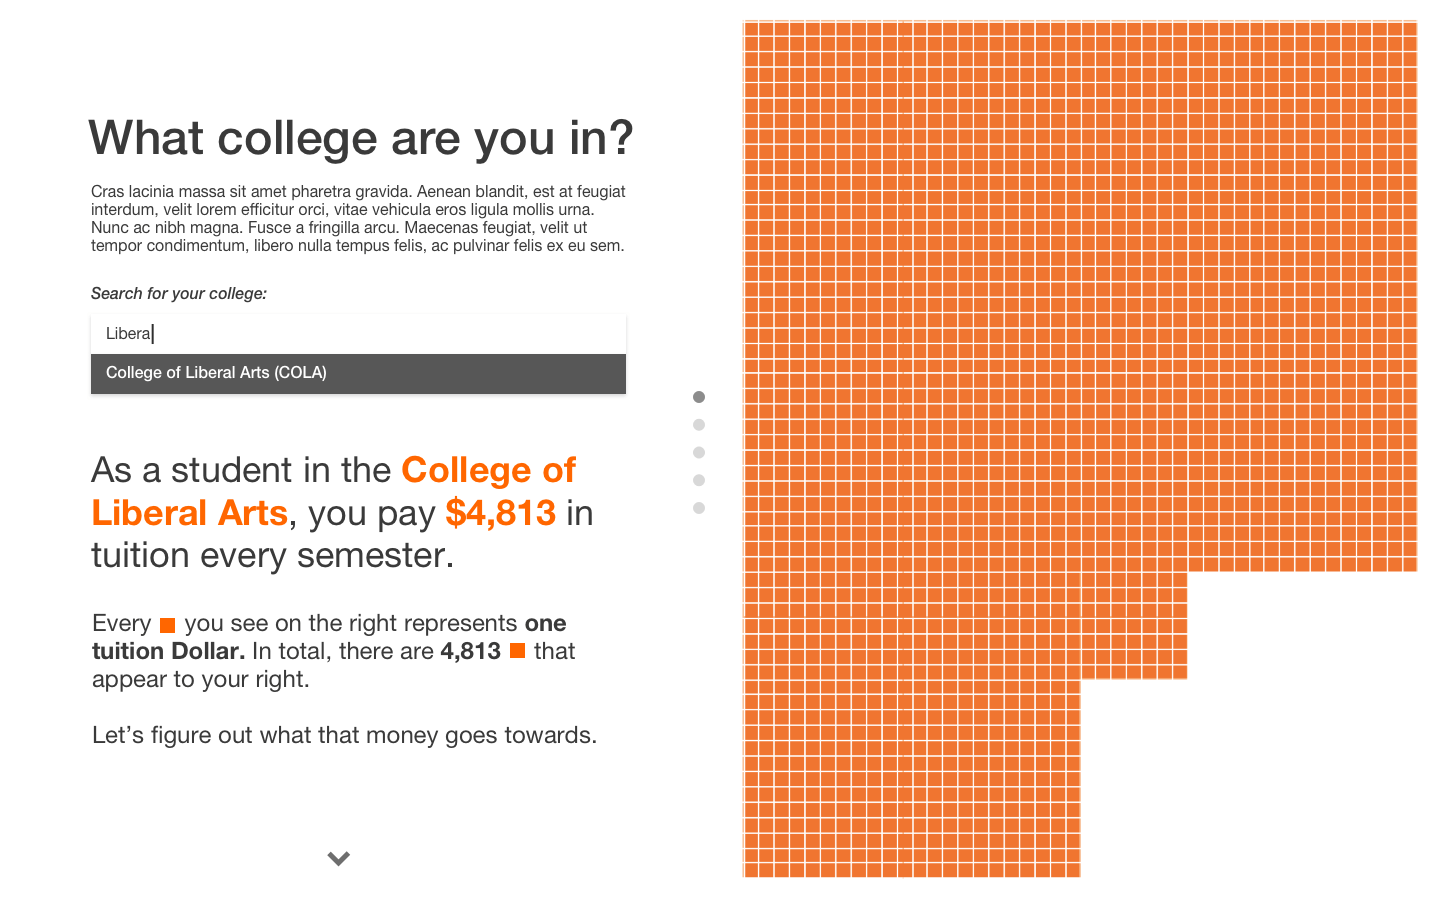 What college are you in?
Cras lacinia massa sit amet pharetra gravida. Aenean blandit, est at feugiat
interdum, velit lorem efficitur orci, vitae vehicula eros ligula mollis urna.
Nunc ac nibh magna. Fusce a fringilla arcu. Maecenas feugiat, velit ut
tempor condimentum, libero nulla tempus felis, ac pulvinar felis ex eu sem.
Search for your college:
Libera
College of Liberal Arts (COLA)
As a student in the College of
Liberal Arts, you pay $4,813 in
tuition every semester.
Every you see on the right represents one
tuition Dollar. In total, there are 4,813 that
appear to your right.
Let’s figure out what that money goes towards.